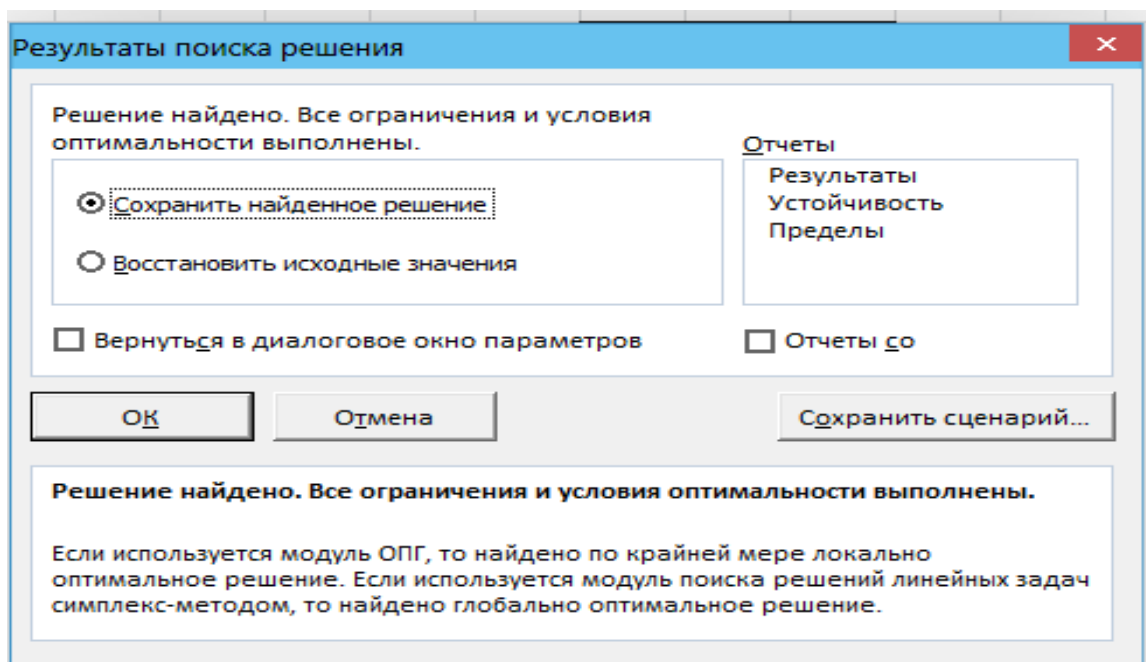 Результаты поиска решения
Решение найдено. Все ограничения и условия
оптимальности выполнены.
Сохранить найденное решение
Восстановить исходные значения
Отчеты
Результаты
Устойчивость
Пределы
Вернуться в диалоговое окно параметров
Отчеты со
ОК
Отмена
Сохранить сценарий...
Решение найдено. Все ограничения и условия оптимальности выполнены.
Если используется модуль ОПГ, то найдено по крайней мере локально
оптимальное решение. Если используется модуль поиска решений линейных задач
симплекс-методом, то найдено глобально оптимальное решение.